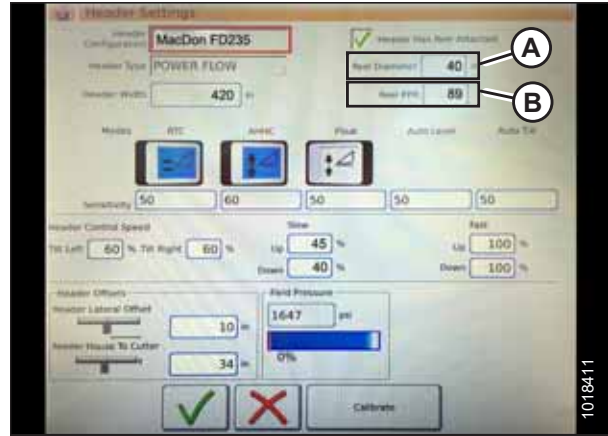 Header Settings
Header Configuration MacDon FD235
Header Has Reel Attached
A
Header Type POWER FLOW
Reel Diameter 40
Header Width 420 in
Reel PPR 89
B
Modes RTC AHHC Float Auto Level Auto Tilt
Sensitivity 50 60 50 50 50
Header Control Speed Slow Fast
Tilt Left 60 % Tilt Right 60 % Up 45 % Up 100 %
Down 40 % Down 100 %
Header Offsets Field Pressure
Header Lateral Offset 1647 psi
10 in
Header House To Cutter
34 in 0%
Calibrate
1018411